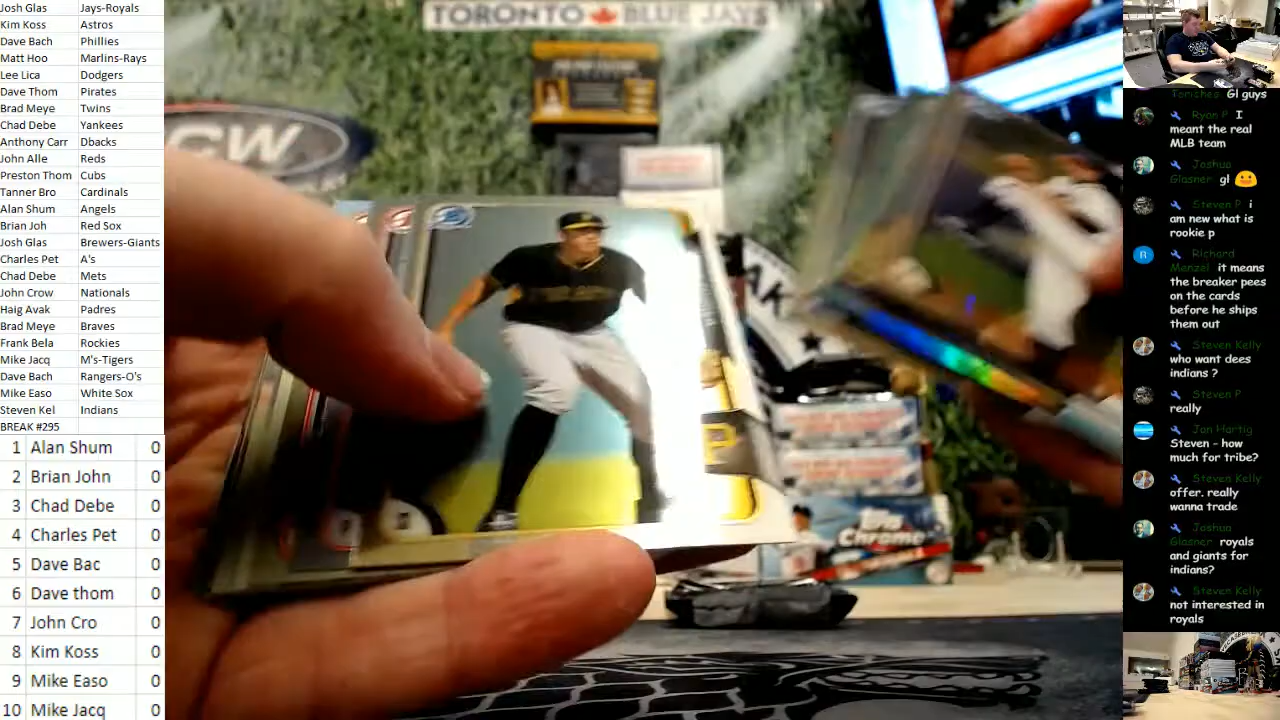 Josh Glas Jays-Royals
Kim Koss Astros
Dave Bach Phillies
Matt Hoo Marlins-Rays
Lee Lica Dodgers
Dave Thom Pirates
Brad Meye Twins
Chad Debe Yankees
Anthony Carr Dbacks
John Alle Reds
Preston Thom Cubs
Tanner Bro Cardinals
Alan Shum Angels
Brian Joh Red Sox
Josh Glas Brewers-Giants
Charles Pet A's
Chad Debe Mets
John Crow Nationals
Haig Avak Padres
Brad Meye Braves
Frank Bela Rockies
Mike Jacq M's-Tigers
Dave Bach Rangers-O's
Mike Easo White Sox
Steven Kel Indians
BREAK #295
1 Alan Shum 0
2 Brian John 0
3 Chad Debe 0
4 Charles Pet 0
5 Dave Bac 0
6 Dave thom 0
7 John Cro 0
8 Kim Koss 0
9 Mike Easo 0
10 Mike Jacq 0
TORONTO BLUE JAYS
CW
P
Topps
Chrome
Gl guys
Ryan P I
meant the real
MLB team
Joshua
Glasner gl
Steven P i
am new what is
rookie p
R
Richard
Menzel it means
the breaker pees
on the cards
before he ships
them out
Steven Kelly
who want dees
indians ?
Steven P
really
Jan Hartig
Steven - how
much for tribe?
Steven Kelly
offer. really
wanna trade
Joshua
Glasner royals
and giants for
indians?
Steven Kelly
not interested in
royals